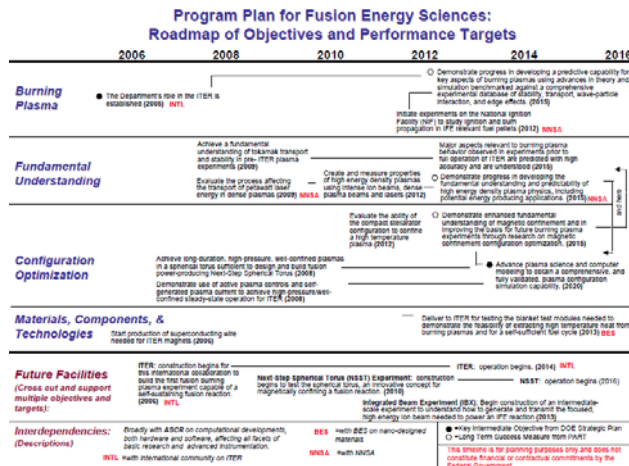 Program Plan for Fusion Energy Sciences:
Roadmap of Objectives and Performance Targets
2006 2008 2010 2012 2014 2016
Burning
Plasma
● The Department's role in the ITER is
established (2005) INTL
○ Demonstrate progress in developing a predictive capability for
key aspects of burning plasmas using advances in theory and
simulation benchmarked against a comprehensive
experimental database of stability, transport, wave-particle
interaction, and edge effects. (2015)
Initiate experiments on the National Ignition
Facility (NIF) to study ignition and burn
propagation in IFE relevant fuel pellets (2012) NNSA
Fundamental
Understanding
Achieve a fundamental
understanding of tokamak transport
and stability in pre- ITER plasma
experiments (2009)
Evaluate the process affecting
the transport of petawatt laser
energy in dense plasmas (2009) NNSA
Create and measure properties
of high energy density plasmas
using intense ion beams, dense
plasma beams and lasers (2012)
Major aspects relevant to burning plasma
behavior observed in experiments prior to
full operation of ITER are predicted with high
accuracy and are understood (2015)
○ Demonstrate progress in developing the
fundamental understanding and predictability of
high energy density plasma physics, including
potential energy producing applications. (2015) NNSA
and here
Configuration
Optimization
Evaluate the ability of
the compact stellarator
configuration to confine
a high temperature
plasma (2012)
○ Demonstrate enhanced fundamental
understanding of magnetic confinement and in
improving the basis for future burning plasma
experiments through research on magnetic
confinement configuration optimization. (2015)
Achieve long-duration, high-pressure, well-confined plasmas
in a spherical torus sufficient to design and build fusion
power-producing Next-Step Spherical Torus (2008)
Demonstrate use of active plasma controls and self-
generated plasma current to achieve high-pressure/well-
confined steady-state operation for ITER (2008)
● Advance plasma science and computer
modeling to obtain a comprehensive, and
fully validated, plasma configuration
simulation capability. (2020)
Materials, Components, &
Technologies
Start production of superconducting wire
needed for ITER magnets (2006)
Deliver to ITER for testing the blanket test modules needed to
demonstrate the feasibility of extracting high temperature heat from
burning plasmas and for a self-sufficient fuel cycle (2013) BES
Future Facilities
(Cross cut and support
multiple objectives and
targets):
ITER: construction begins for
this international collaboration to
build the first fusion burning
plasma experiment capable of a
self-sustaining fusion reaction.
(2006) INTL
Next-Step Spherical Torus (NSST) Experiment: construction
begins to test the spherical torus, an innovative concept for
magnetically confining a fusion reaction. (2010)
ITER: operation begins. (2014) INTL
NSST: operation begins (2016)
Integrated Beam Experiment (IBX): Begin construction of an intermediate-
scale experiment to understand how to generate and transmit the focused,
high energy ion beam needed to power an IFE reaction (2013)
Interdependencies:
(Descriptions)
Broadly with ASCR on computational developments,
both hardware and software, affecting all facets of
basic research and advanced instrumentation.
INTL =with international community on ITER
BES =with BES on nano-designed
materials
NNSA =with NNSA
●=Key Intermediate Objective from DOE Strategic Plan
○=Long Term Success Measure from PART
This timeline is for planning purposes only and does not
constitute financial or contractual commitments by the
Federal Government.